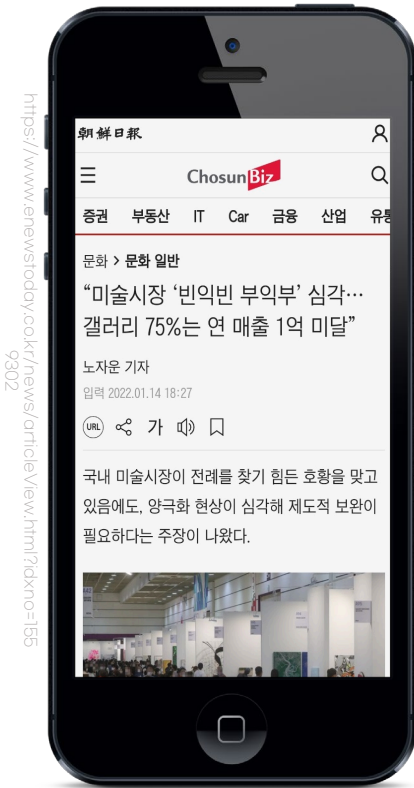 https://www.enewstoday.co.kr/news/articleView.html?idxno=155
9302
朝鮮日報
ChosunBiz
증권 부동산 IT Car 금융 산업 유통
문화 > 문화 일반
“미술시장 ‘빈익빈 부익부’ 심각…
갤러리 75%는 연 매출 1억 미달”
노자운 기자
입력 2022.01.14 18:27
URL 가
국내 미술시장이 전례를 찾기 힘든 호황을 맞고
있음에도, 양극화 현상이 심각해 제도적 보완이
필요하다는 주장이 나왔다.